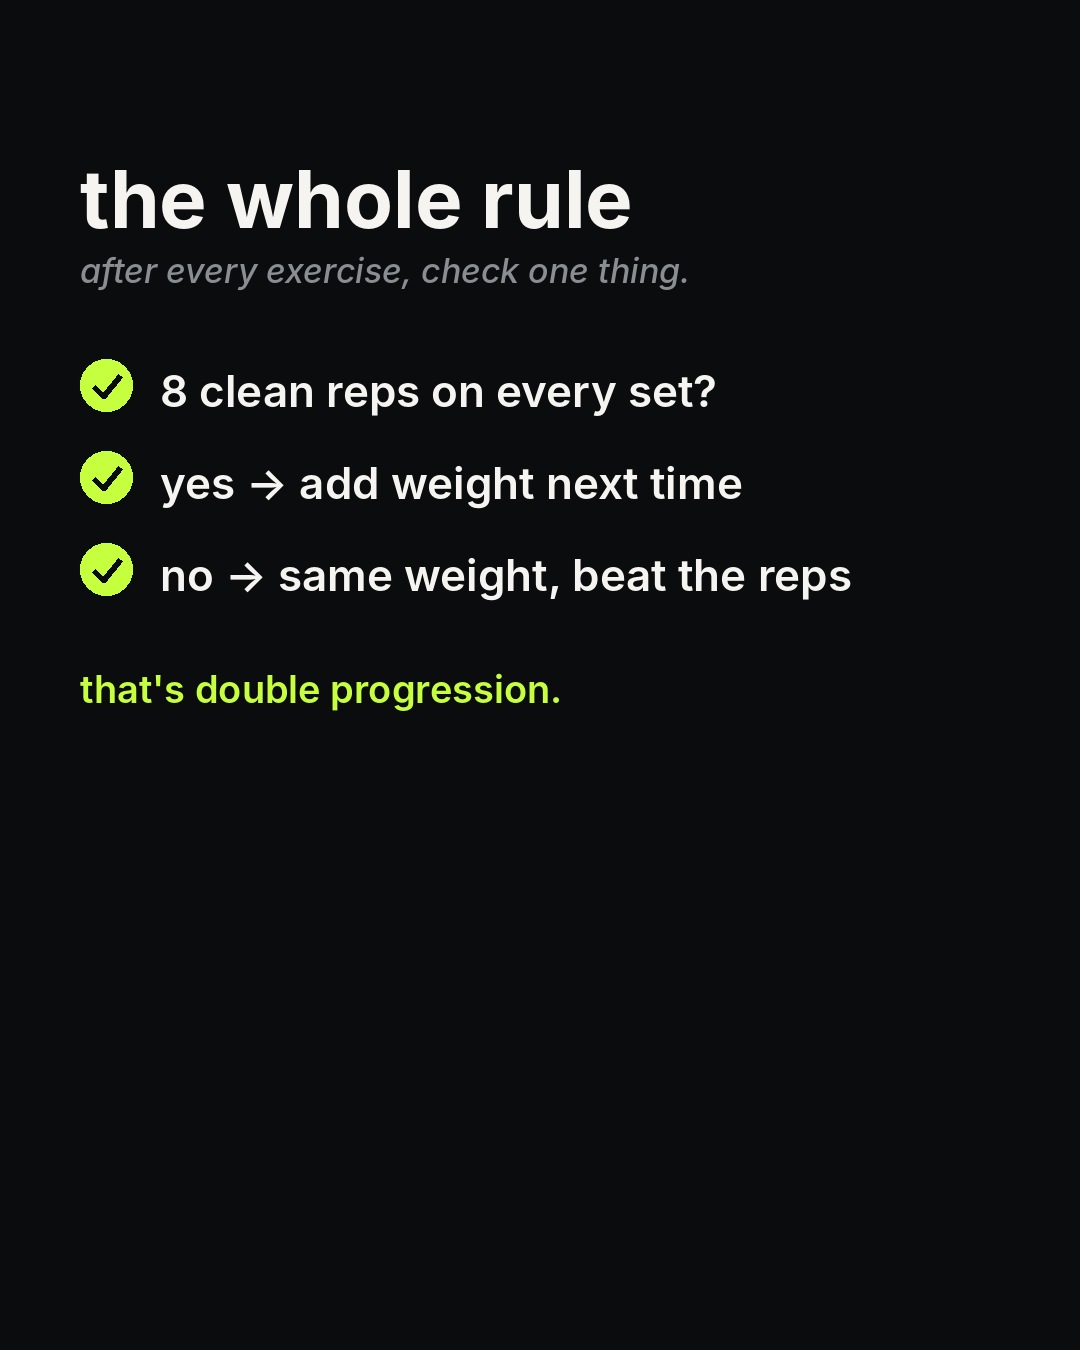 the whole rule
after every exercise, check one thing.
8 clean reps on every set?
yes → add weight next time
no → same weight, beat the reps
that's double progression.